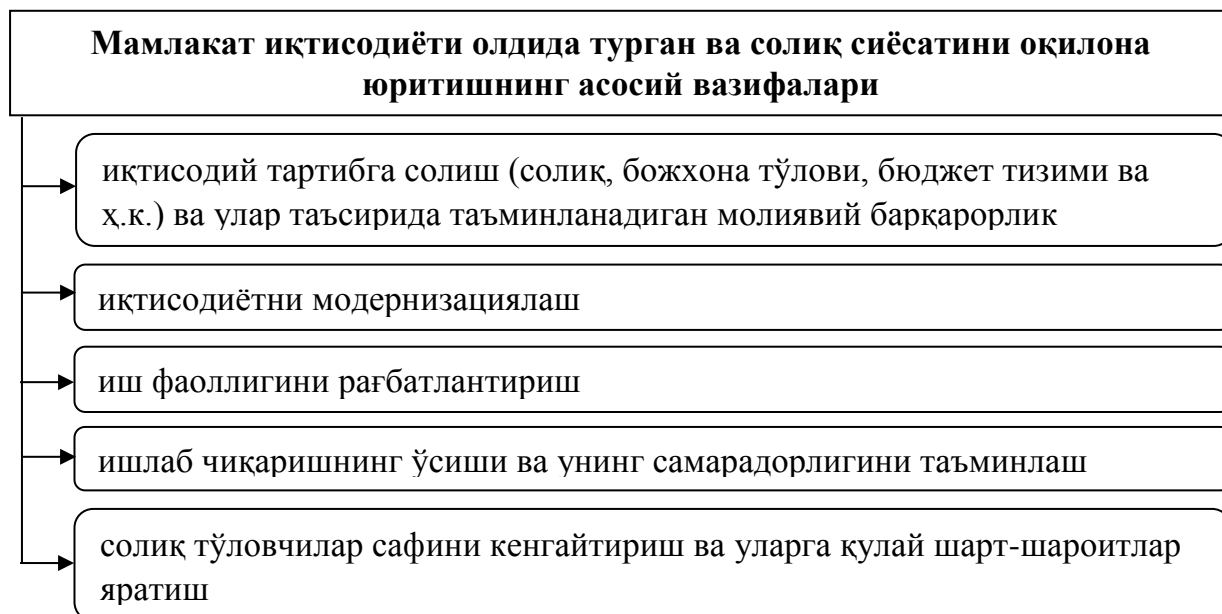 Мамлакат иқтисодиёти олдида турган ва солиқ сиёсатини оқилона
юритишнинг асосий вазифалари
иқтисодий тартибга солиш (солиқ, божхона тўлови, бюджет тизими ва
ҳ.к.) ва улар таъсирида таъминланадиган молиявий барқарорлик
иқтисодиётни модернизациялаш
иш фаоллигини рағбатлантириш
ишлаб чиқаришнинг ўсиши ва унинг самарадорлигини таъминлаш
солиқ тўловчилар сафини кенгайтириш ва уларга қулай шарт-шароитлар
яратиш